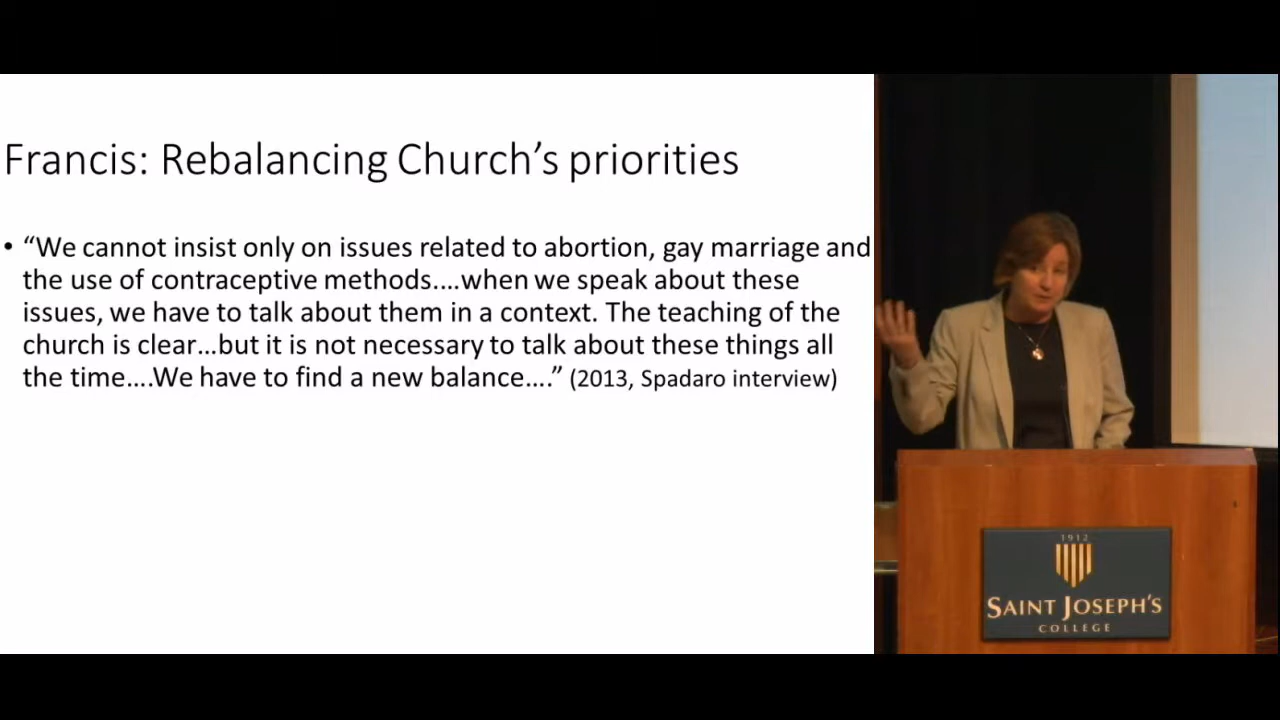 Francis: Rebalancing Church's priorities
• “We cannot insist only on issues related to abortion, gay marriage and
the use of contraceptive methods....when we speak about these
issues, we have to talk about them in a context. The teaching of the
church is clear…but it is not necessary to talk about these things all
the time….We have to find a new balance….” (2013, Spadaro interview)
1912
SAINT JOSEPH'S
COLLEGE